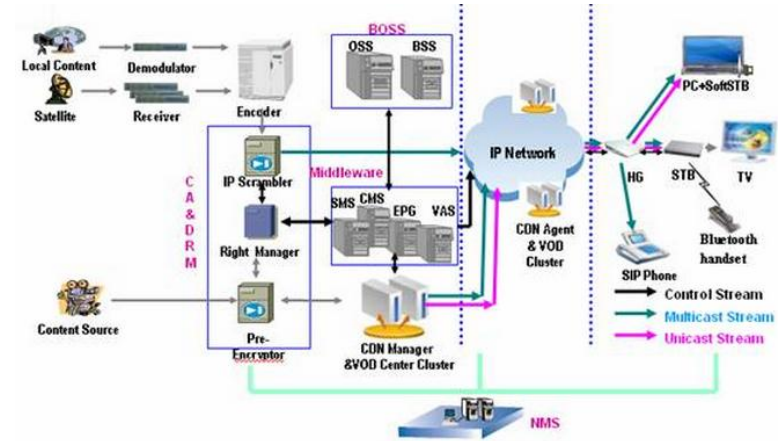 BOSS
OSS
BSS
Local Content
Demodulator
Satellite
Receiver
Encoder
PC+SoftSTB
IP Network
IP Scrambler
Middleware
HG
STB
TV
C
A
&
D
R
M
SMS
CMS
EPG
VAS
Right Manager
CDN Agent
& VOD
Cluster
Bluetooth
handset
SIP Phone
Control Stream
Content Source
Multicast Stream
Pre-
Encryptor
CDN Manager
&VOD Center Cluster
Unicast Stream
NMS